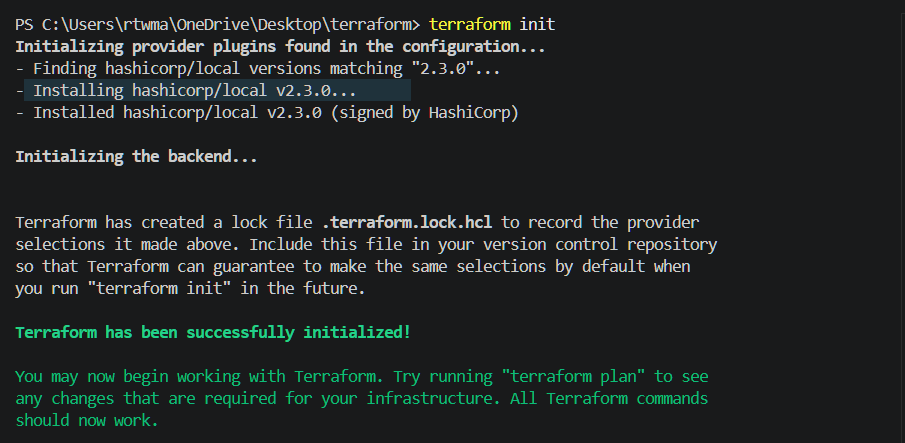 PS C:\Users\rtwma\OneDrive\Desktop\terraform> terraform init
Initializing provider plugins found in the configuration...
- Finding hashicorp/local versions matching "2.3.0"...
- Installing hashicorp/local v2.3.0...
- Installed hashicorp/local v2.3.0 (signed by HashiCorp)
Initializing the backend...
Terraform has created a lock file .terraform.lock.hcl to record the provider
selections it made above. Include this file in your version control repository
so that Terraform can guarantee to make the same selections by default when
you run "terraform init" in the future.
Terraform has been successfully initialized!
You may now begin working with Terraform. Try running "terraform plan" to see
any changes that are required for your infrastructure. All Terraform commands
should now work.